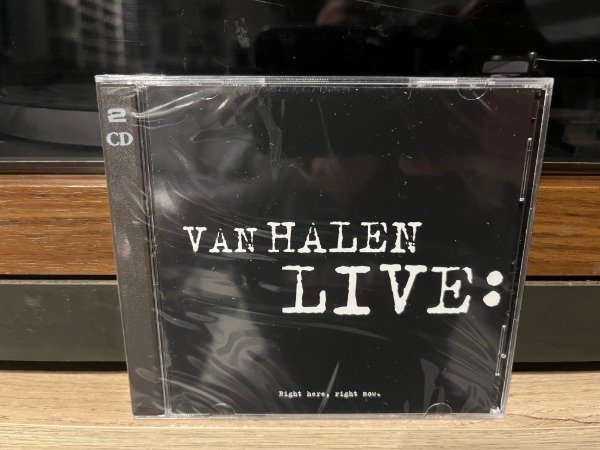 2
CD
VAN HALEN
LIVE:
Right here, right now.